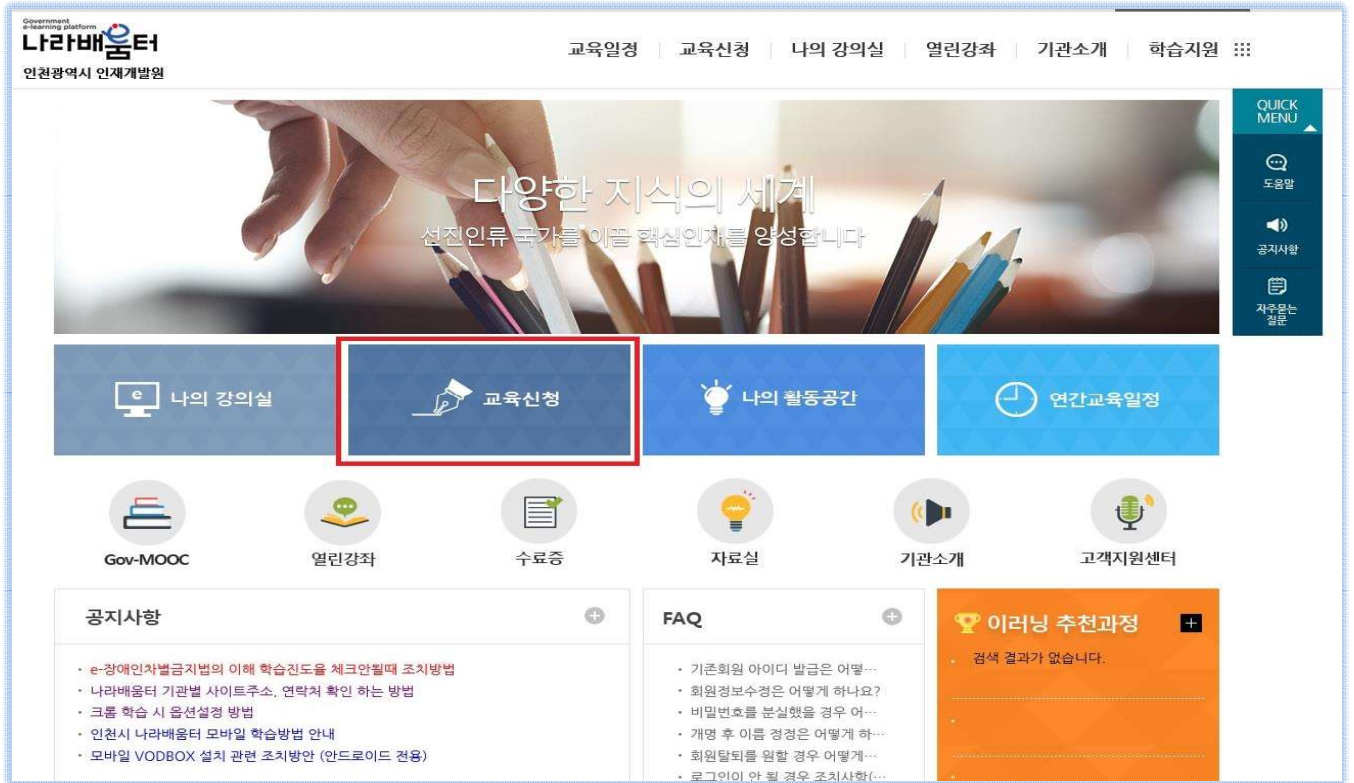 Government
e-learning platform
나라배움터
인천광역시 인재개발원
교육일정
교육신청
나의 강의실
열린강좌
기관소개
학습지원
QUICK
MENU
도움말
공지사항
자주묻는
질문
다양한 지식의 세계
선진인류 국가를 이끌 핵심인재를 양성합니다
e
나의 강의실
교육신청
나의 활동공간
연간교육일정
Gov-MOOC
열린강좌
수료증
자료실
기관소개
고객지원센터
공지사항
• e-장애인차별금지법의 이해 학습진도율 체크안될때 조치방법
• 나라배움터 기관별 사이트주소, 연락처 확인 하는 방법
• 크롬 학습 시 옵션설정 방법
• 인천시 나라배움터 모바일 학습방법 안내
• 모바일 VODBOX 설치 관련 조치방안 (안드로이드 전용)
FAQ
• 기존회원 아이디 발급은 어떻…
• 회원정보수정은 어떻게 하나요?
• 비밀번호를 분실했을 경우 어…
• 개명 후 이름 정정은 어떻게 하…
• 회원탈퇴를 원할 경우 어떻게…
• 로그인이 안 될 경우 조치사항(…
이러닝 추천과정
검색 결과가 없습니다.